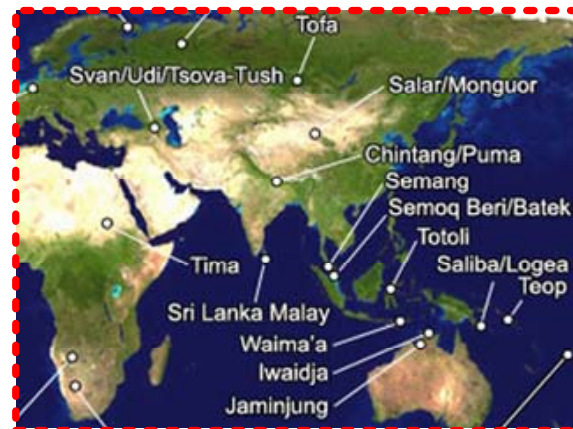 Tofa
Svan/Udi/Tsova-Tush
Salar/Monguor
Chintang/Puma
Semang
Semoq Beri/Batek
Totoli
Tima
Saliba/Logea
Teop
Sri Lanka Malay
Waima'a
Iwaidja
Jaminjung